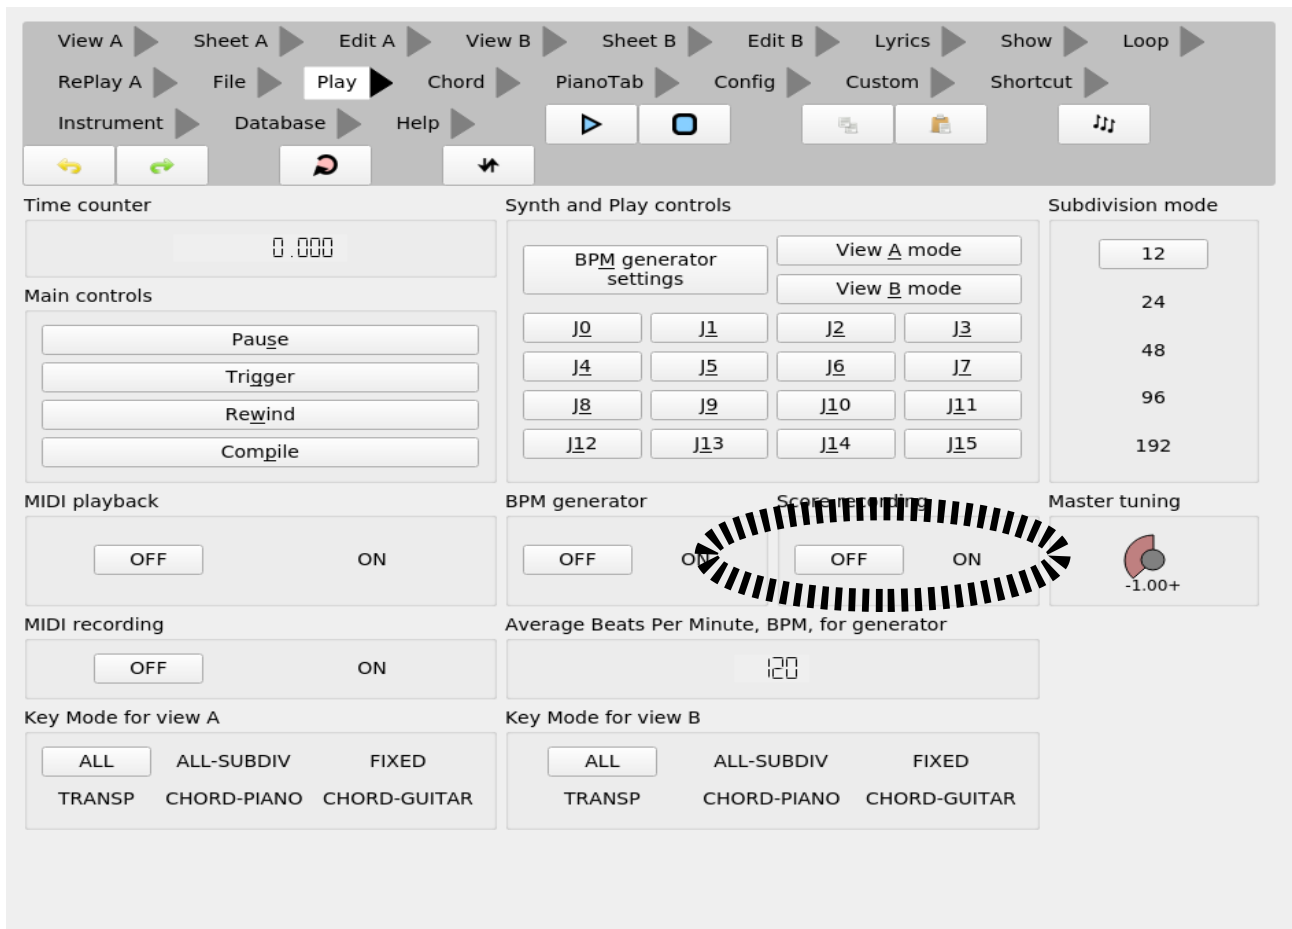 View A Sheet A Edit A View B Sheet B Edit B Lyrics Show Loop
RePlay A File Play Chord PianoTab Config Custom Shortcut
Instrument Database Help
Time counter
0.000
Main controls
Pause
Trigger
Rewind
Compile
Synth and Play controls
BPM generator
settings
View A mode
View B mode
J0 J1 J2 J3
J4 J5 J6 J7
J8 J9 J10 J11
J12 J13 J14 J15
Subdivision mode
12
24
48
96
192
MIDI playback
OFF ON
BPM generator
OFF ON
Score recording
OFF ON
Master tuning
-1.00+
MIDI recording
OFF ON
Average Beats Per Minute, BPM, for generator
120
Key Mode for view A
ALL ALL-SUBDIV FIXED
TRANSP CHORD-PIANO CHORD-GUITAR
Key Mode for view B
ALL ALL-SUBDIV FIXED
TRANSP CHORD-PIANO CHORD-GUITAR